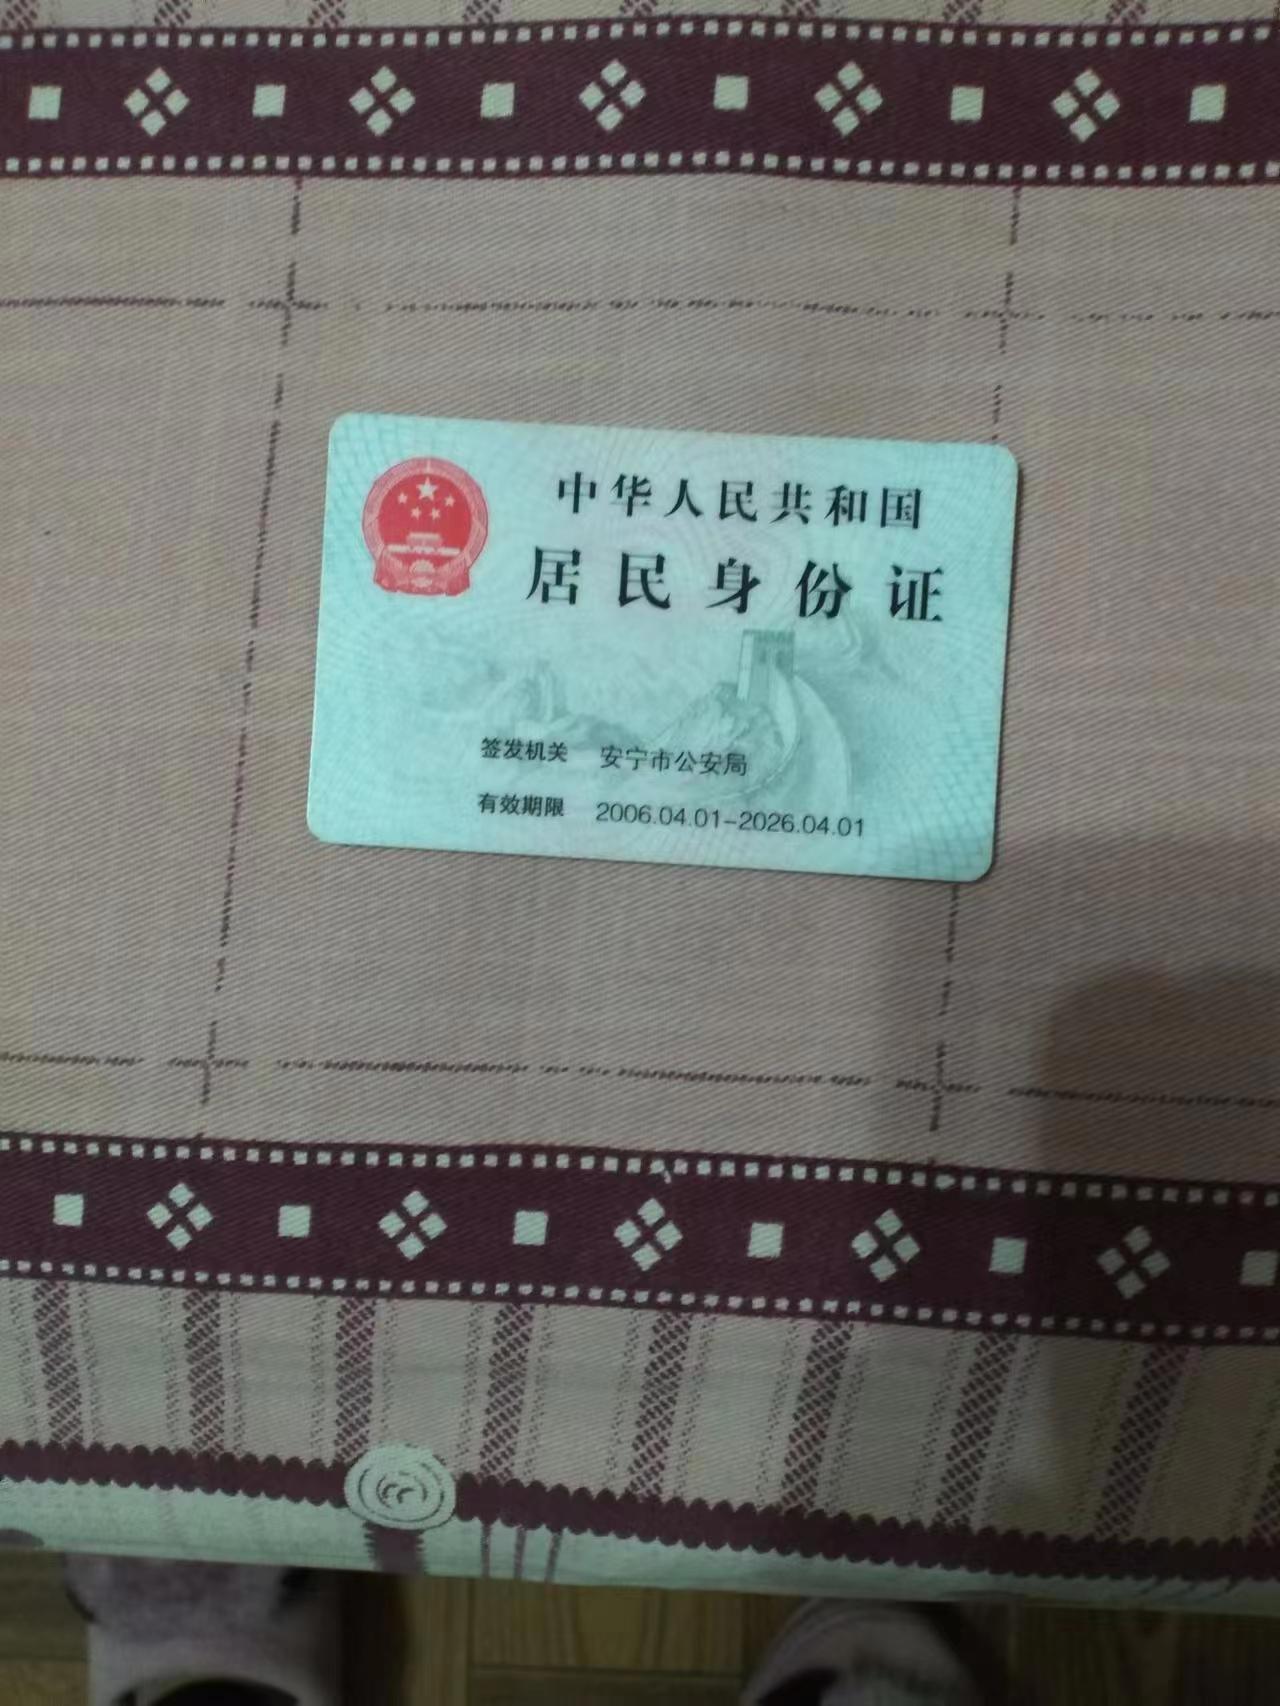 中华人民共和国
居民身份证
签发机关 安宁市公安局
有效期限 2006.04.01-2026.04.01